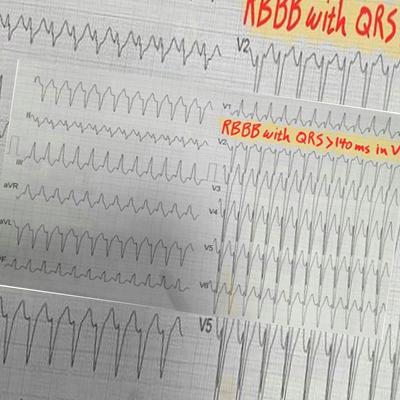 RBBB with QRS
V2
V1
RBBB with QRS>140 ms in V
V2
II
III
V3
aVR
V4
aVL
V5
V6
V5